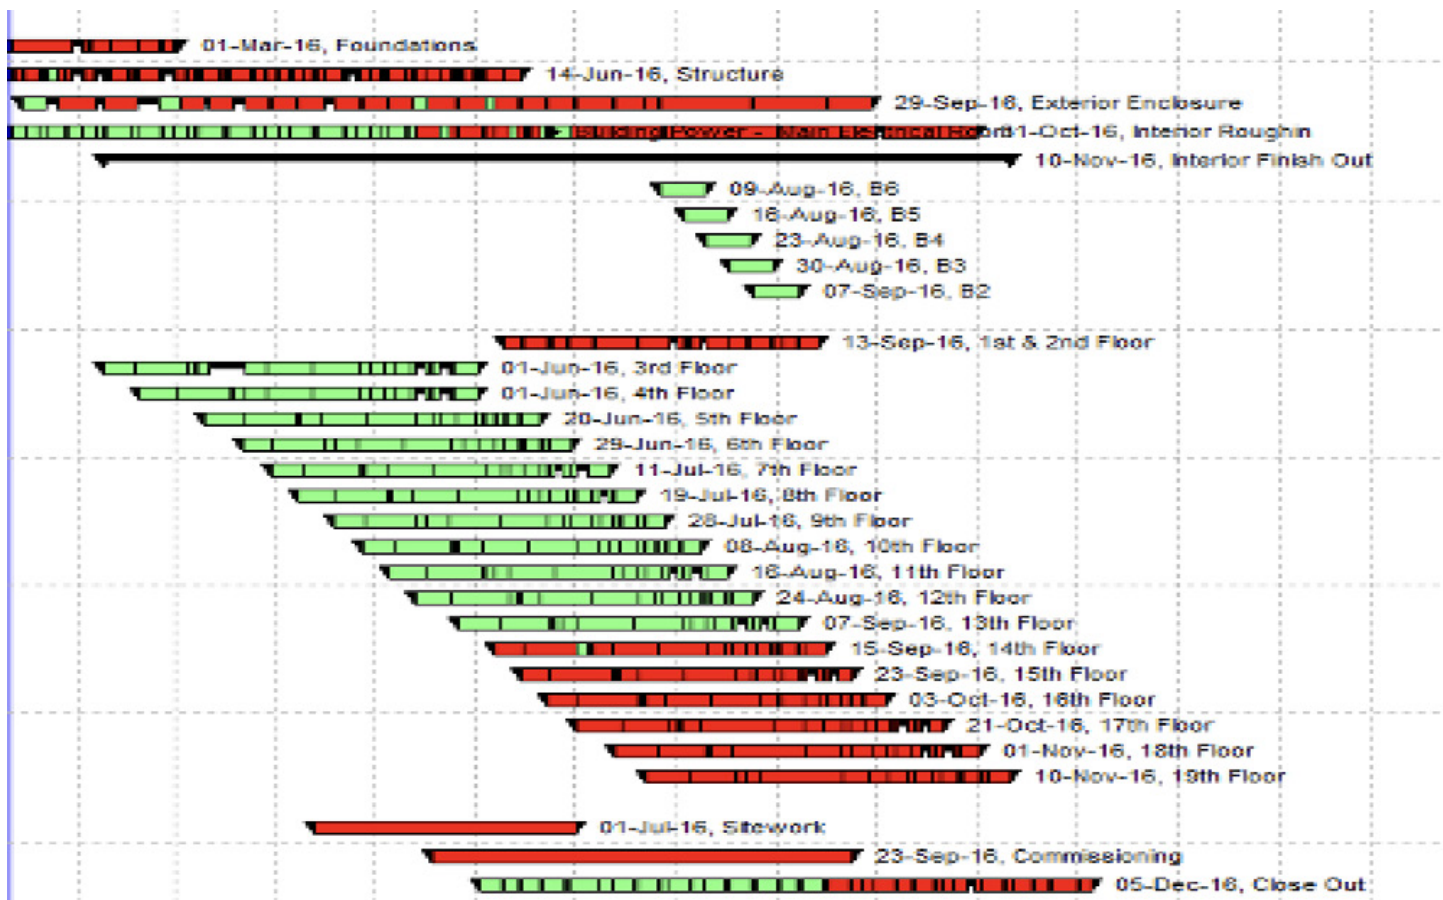 01-Mar-16, Foundations
14-Jun-16, Structure
29-Sep-16, Exterior Enclosure
Building Power - Main Electrical Room 1-Oct-16, Interior Roughin
10-Nov-16, Interior Finish Out
09-Aug-16, B6
16-Aug-16, B5
23-Aug-16, B4
30-Aug-16, B3
07-Sep-16, B2
13-Sep-16, 1st & 2nd Floor
01-Jun-16, 3rd Floor
01-Jun-16, 4th Floor
20-Jun-16, 5th Floor
29-Jun-16, 6th Floor
11-Jul-16, 7th Floor
19-Jul-16, 8th Floor
28-Jul-16, 9th Floor
08-Aug-16, 10th Floor
16-Aug-16, 11th Floor
24-Aug-16, 12th Floor
07-Sep-16, 13th Floor
15-Sep-16, 14th Floor
23-Sep-16, 15th Floor
03-Oct-16, 16th Floor
21-Oct-16, 17th Floor
01-Nov-16, 18th Floor
10-Nov-16, 19th Floor
01-Jul-16, Sitework
23-Sep-16, Commissioning
05-Dec-16, Close Out